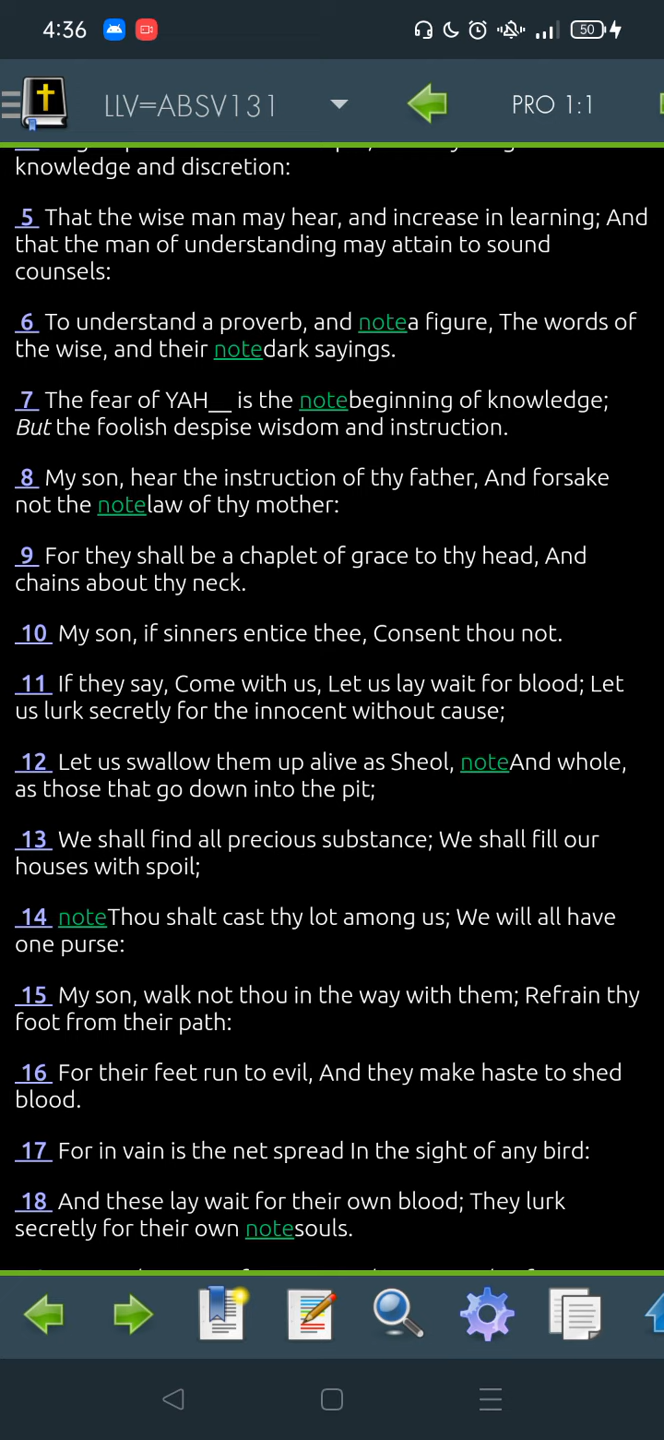 4:36
50
LLV=ABSV131
PRO 1:1
knowledge and discretion:
5 That the wise man may hear, and increase in learning; And
that the man of understanding may attain to sound
counsels:
6 To understand a proverb, and notea figure, The words of
the wise, and their notedark sayings.
7 The fear of YAH__ is the notebeginning of knowledge;
But the foolish despise wisdom and instruction.
8 My son, hear the instruction of thy father, And forsake
not the notelaw of thy mother:
9 For they shall be a chaplet of grace to thy head, And
chains about thy neck.
10 My son, if sinners entice thee, Consent thou not.
11 If they say, Come with us, Let us lay wait for blood; Let
us lurk secretly for the innocent without cause;
12 Let us swallow them up alive as Sheol, noteAnd whole,
as those that go down into the pit;
13 We shall find all precious substance; We shall fill our
houses with spoil;
14 noteThou shalt cast thy lot among us; We will all have
one purse:
15 My son, walk not thou in the way with them; Refrain thy
foot from their path:
16 For their feet run to evil, And they make haste to shed
blood.
17 For in vain is the net spread In the sight of any bird:
18 And these lay wait for their own blood; They lurk
secretly for their own notesouls.